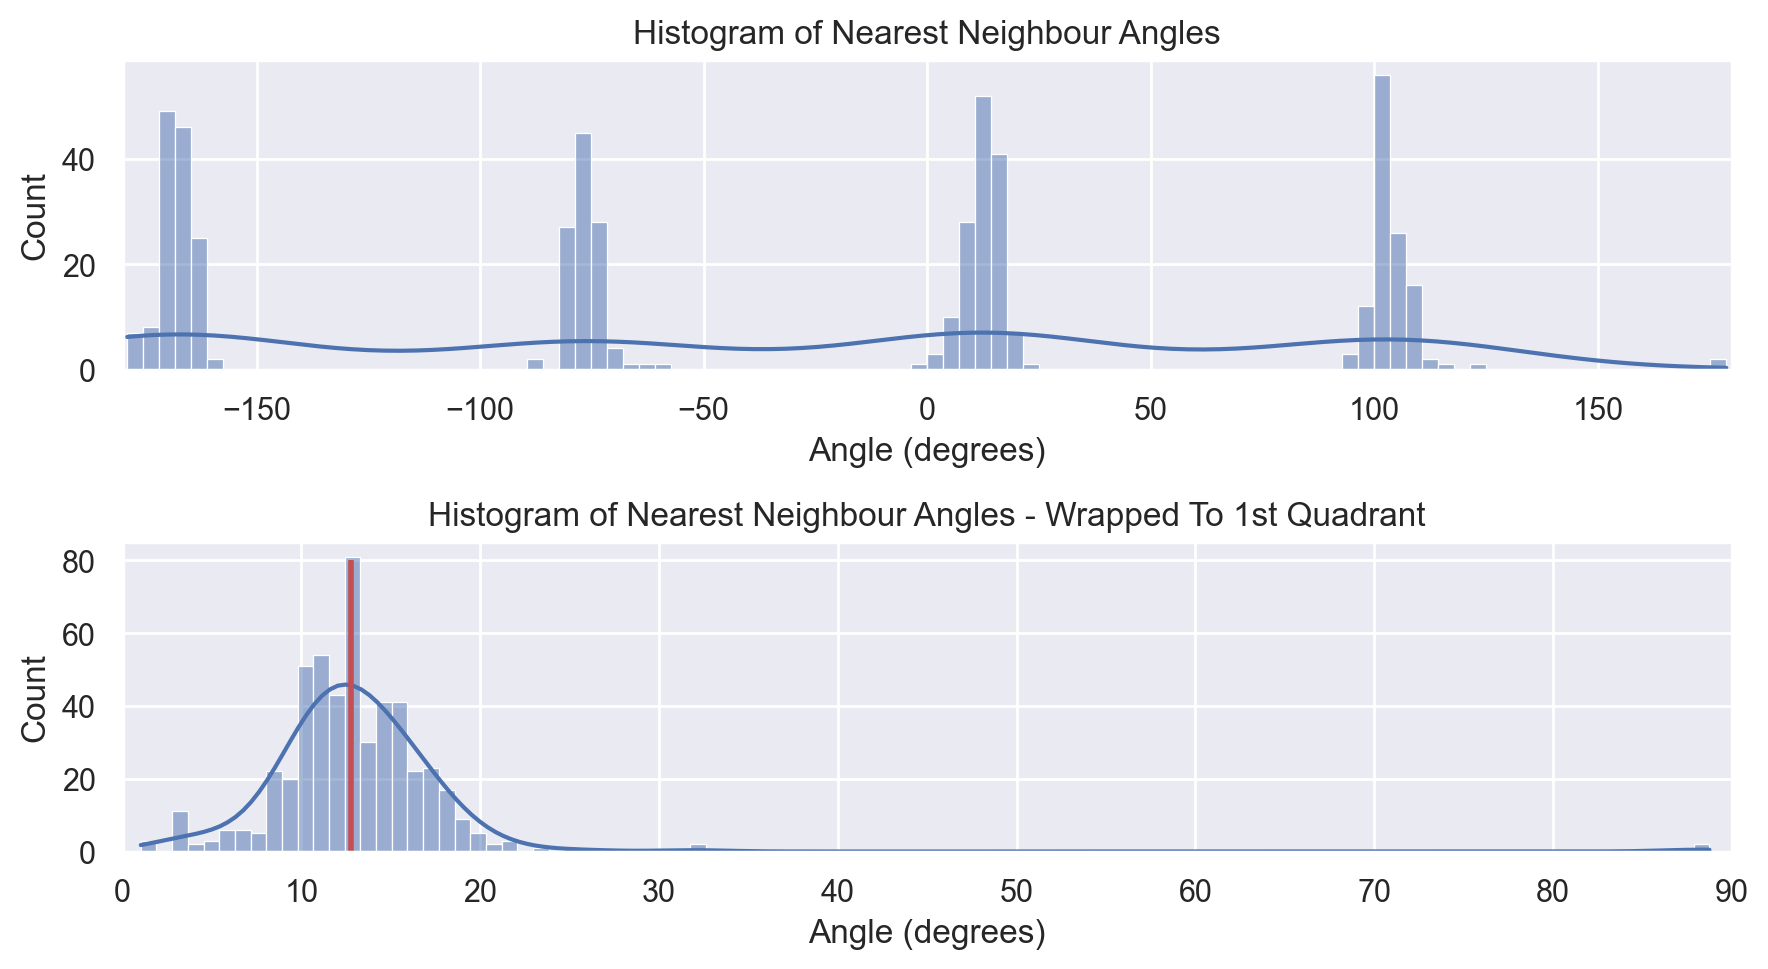 Histogram of Nearest Neighbour Angles
Count
40
20
0
−150 −100 −50 0 50 100 150
Angle (degrees)
Histogram of Nearest Neighbour Angles - Wrapped To 1st Quadrant
Count
80
60
40
20
0
0 10 20 30 40 50 60 70 80 90
Angle (degrees)